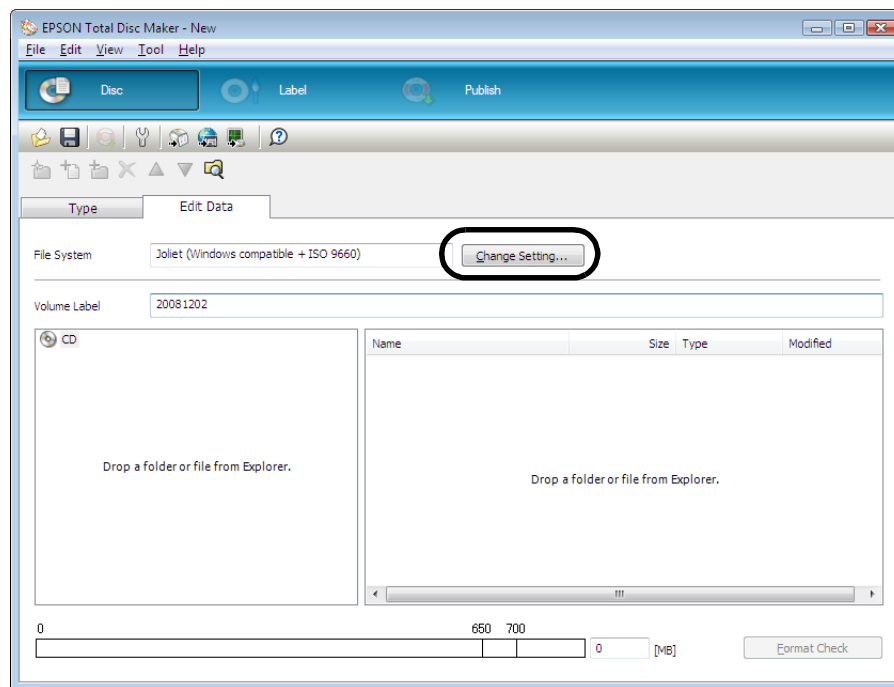 EPSON Total Disc Maker - New
File Edit View Tool Help
Disc Label Publish
Type Edit Data
File System Joliet (Windows compatible + ISO 9660) Change Setting...
Volume Label 20081202
CD
Name Size Type Modified
Drop a folder or file from Explorer.
Drop a folder or file from Explorer.
0 650 700
0 [MB] Format Check